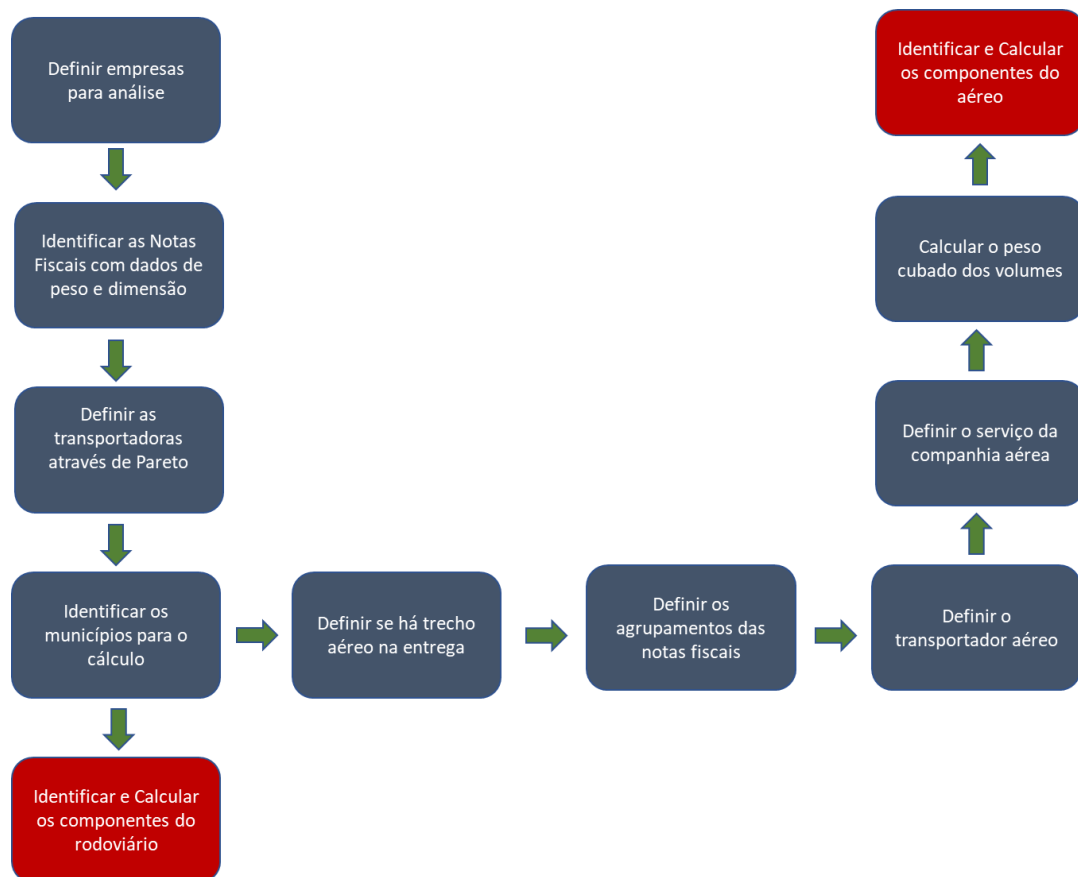 Definir empresas
para análise
Identificar as Notas
Fiscais com dados de
peso e dimensão
Definir as
transportadoras
através de Pareto
Identificar os
municípios para o
cálculo
Identificar e Calcular
os componentes do
rodoviário
Definir se há trecho
aéreo na entrega
Definir os
agrupamentos das
notas fiscais
Definir o
transportador aéreo
Definir o serviço da
companhia aérea
Calcular o peso
cubado dos volumes
Identificar e Calcular
os componentes do
aéreo